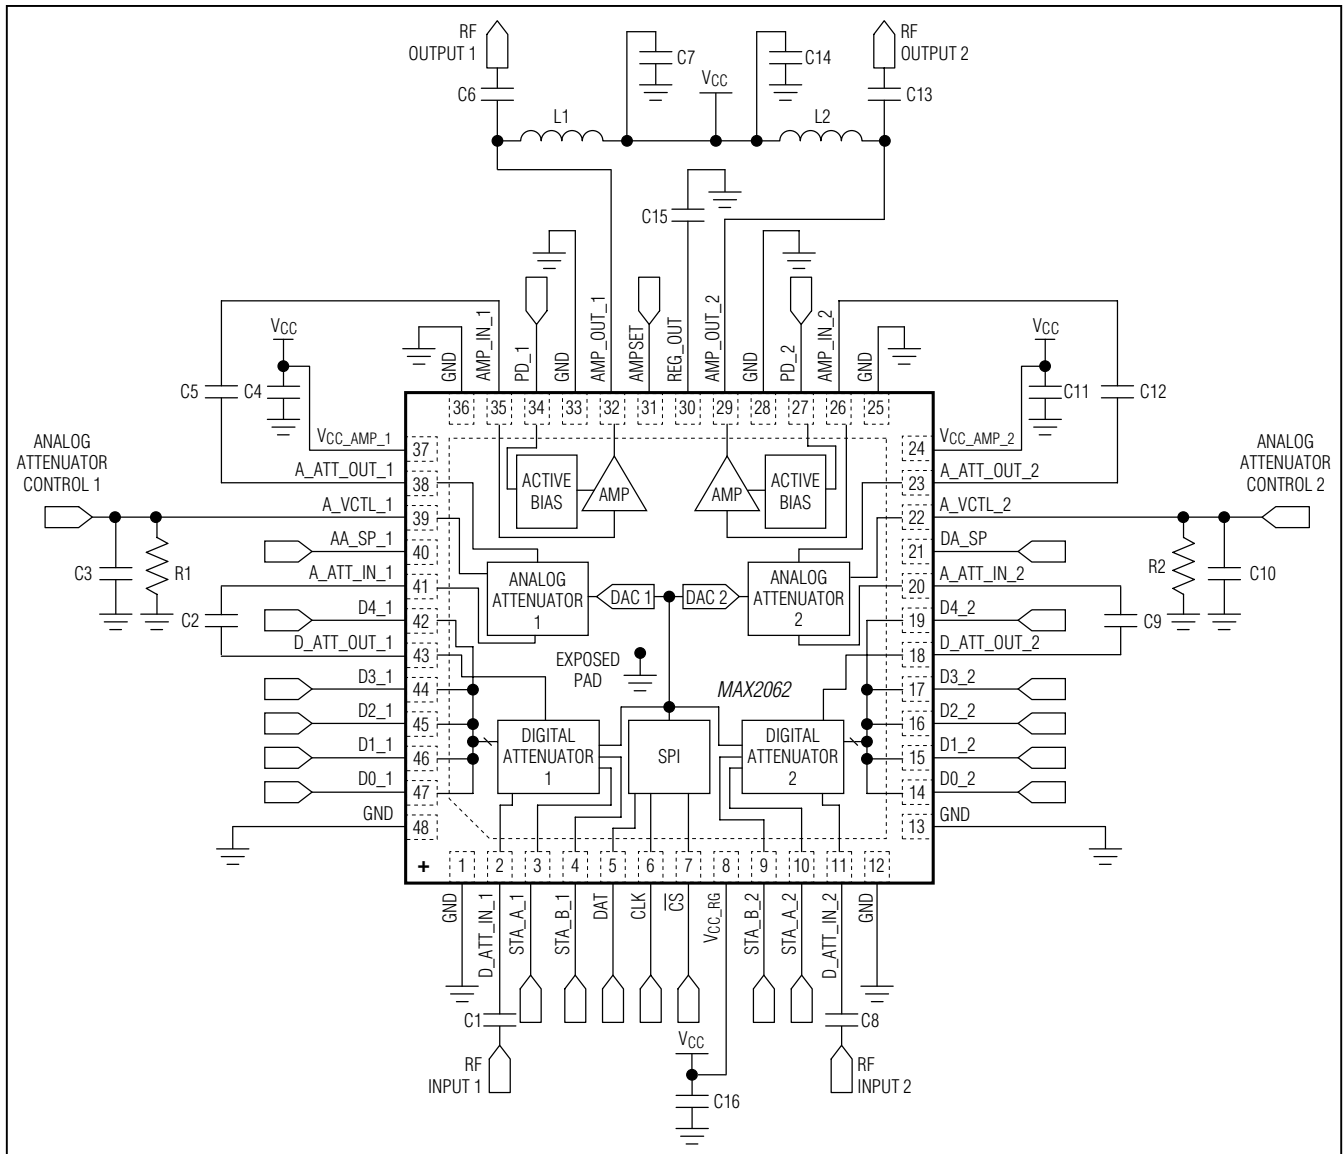 RF
OUTPUT 1
C6
L1
C7
VCC
C14
L2
RF
OUTPUT 2
C13
C15
VCC
C5
C4
GND
AMP_IN_1
PD_1
GND
AMP_OUT_1
AMPSET
REG_OUT
AMP_OUT_2
GND
PD_2
AMP_IN_2
GND
VCC
C11
C12
36
35
34
33
32
31
30
29
28
27
26
25
ANALOG
ATTENUATOR
CONTROL 1
VCC_AMP_1
37
A_ATT_OUT_1
38
A_VCTL_1
39
AA_SP_1
40
A_ATT_IN_1
41
D4_1
42
D_ATT_OUT_1
43
D3_1
44
D2_1
45
D1_1
46
D0_1
47
GND
48
C3
R1
C2
ACTIVE
BIAS
AMP
AMP
ACTIVE
BIAS
ANALOG
ATTENUATOR
1
DAC 1
DAC 2
ANALOG
ATTENUATOR
2
EXPOSED
PAD
MAX2062
DIGITAL
ATTENUATOR
1
SPI
DIGITAL
ATTENUATOR
2
24
VCC_AMP_2
23
A_ATT_OUT_2
22
A_VCTL_2
21
DA_SP
20
A_ATT_IN_2
19
D4_2
18
D_ATT_OUT_2
17
D3_2
16
D2_2
15
D1_2
14
D0_2
13
GND
ANALOG
ATTENUATOR
CONTROL 2
R2
C10
C9
+
1
2
3
4
5
6
7
8
9
10
11
12
GND
D_ATT_IN_1
STA_A_1
STA_B_1
DAT
CLK
CS
VCC_RG
STA_B_2
STA_A_2
D_ATT_IN_2
GND
C1
RF
INPUT 1
VCC
C16
C8
RF
INPUT 2